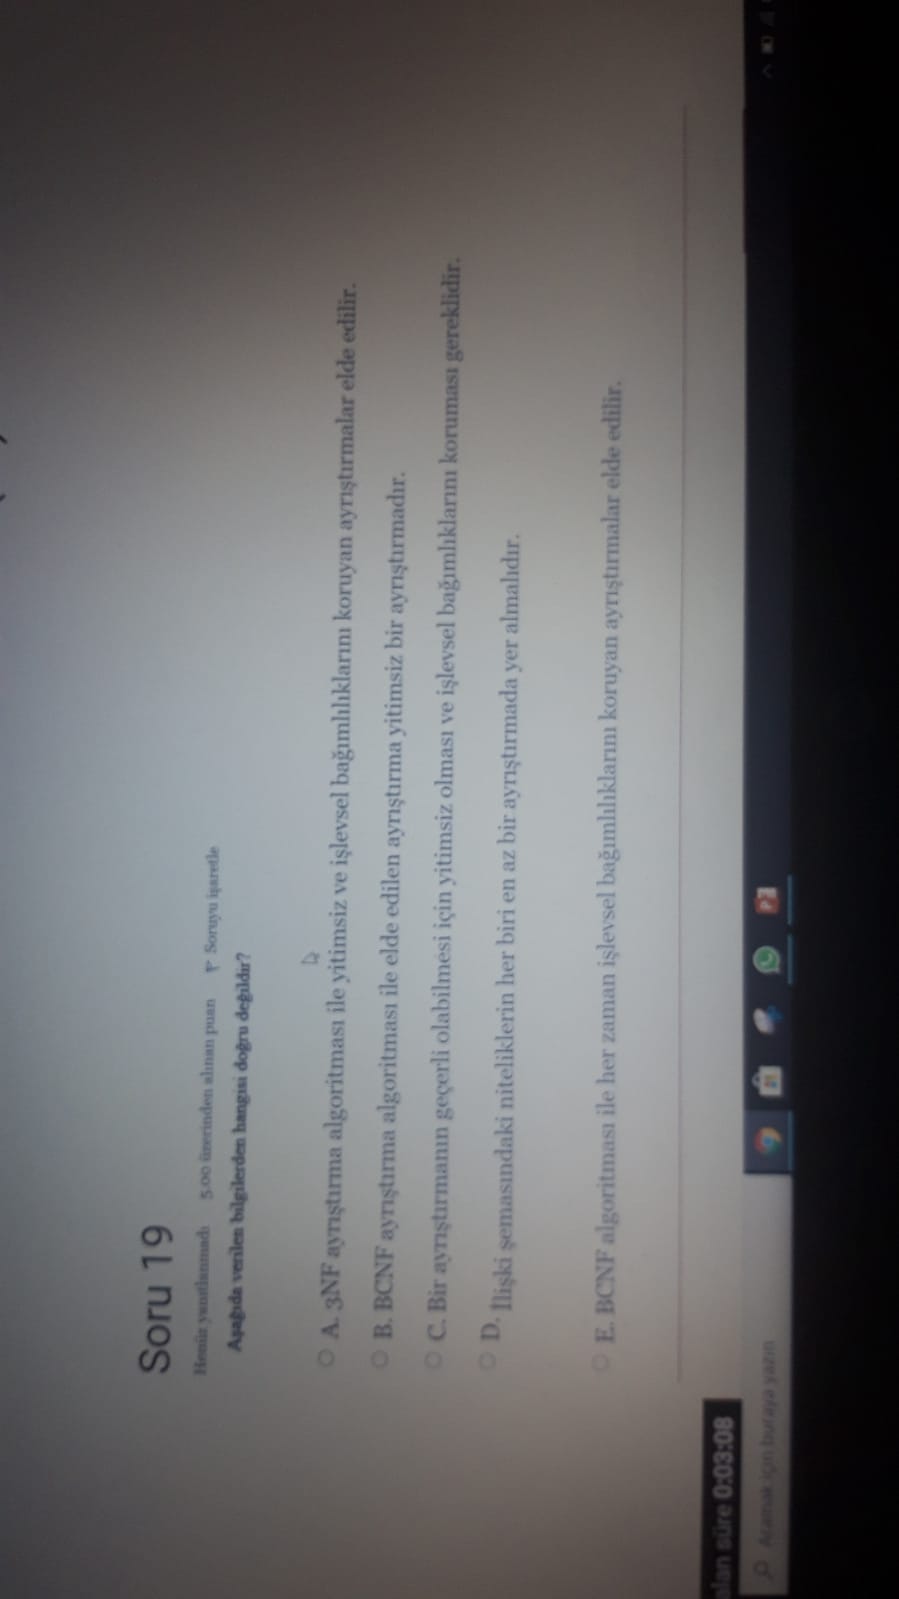 Soru 19
Henüz yanıtlanmadı 5.00 üzerinden alınan puan Soruyu işaretle
Aşağıda verilen bilgilerden hangisi doğru değildir?
A. 3NF ayrıştırma algoritması ile yitimsiz ve işlevsel bağımlılıklarını koruyan ayrıştırmalar elde edilir.
B. BCNF ayrıştırma algoritması ile elde edilen ayrıştırma yitimsiz bir ayrıştırmadır.
C. Bir ayrıştırmanın geçerli olabilmesi için yitimsiz olması ve işlevsel bağımlıklarını koruması gereklidir.
D. İlişki şemasındaki niteliklerin her biri en az bir ayrıştırmada yer almalıdır.
E. BCNF algoritması ile her zaman işlevsel bağımlılıklarını koruyan ayrıştırmalar elde edilir.
alan süre 0:03:08
Aramak için buraya yazın